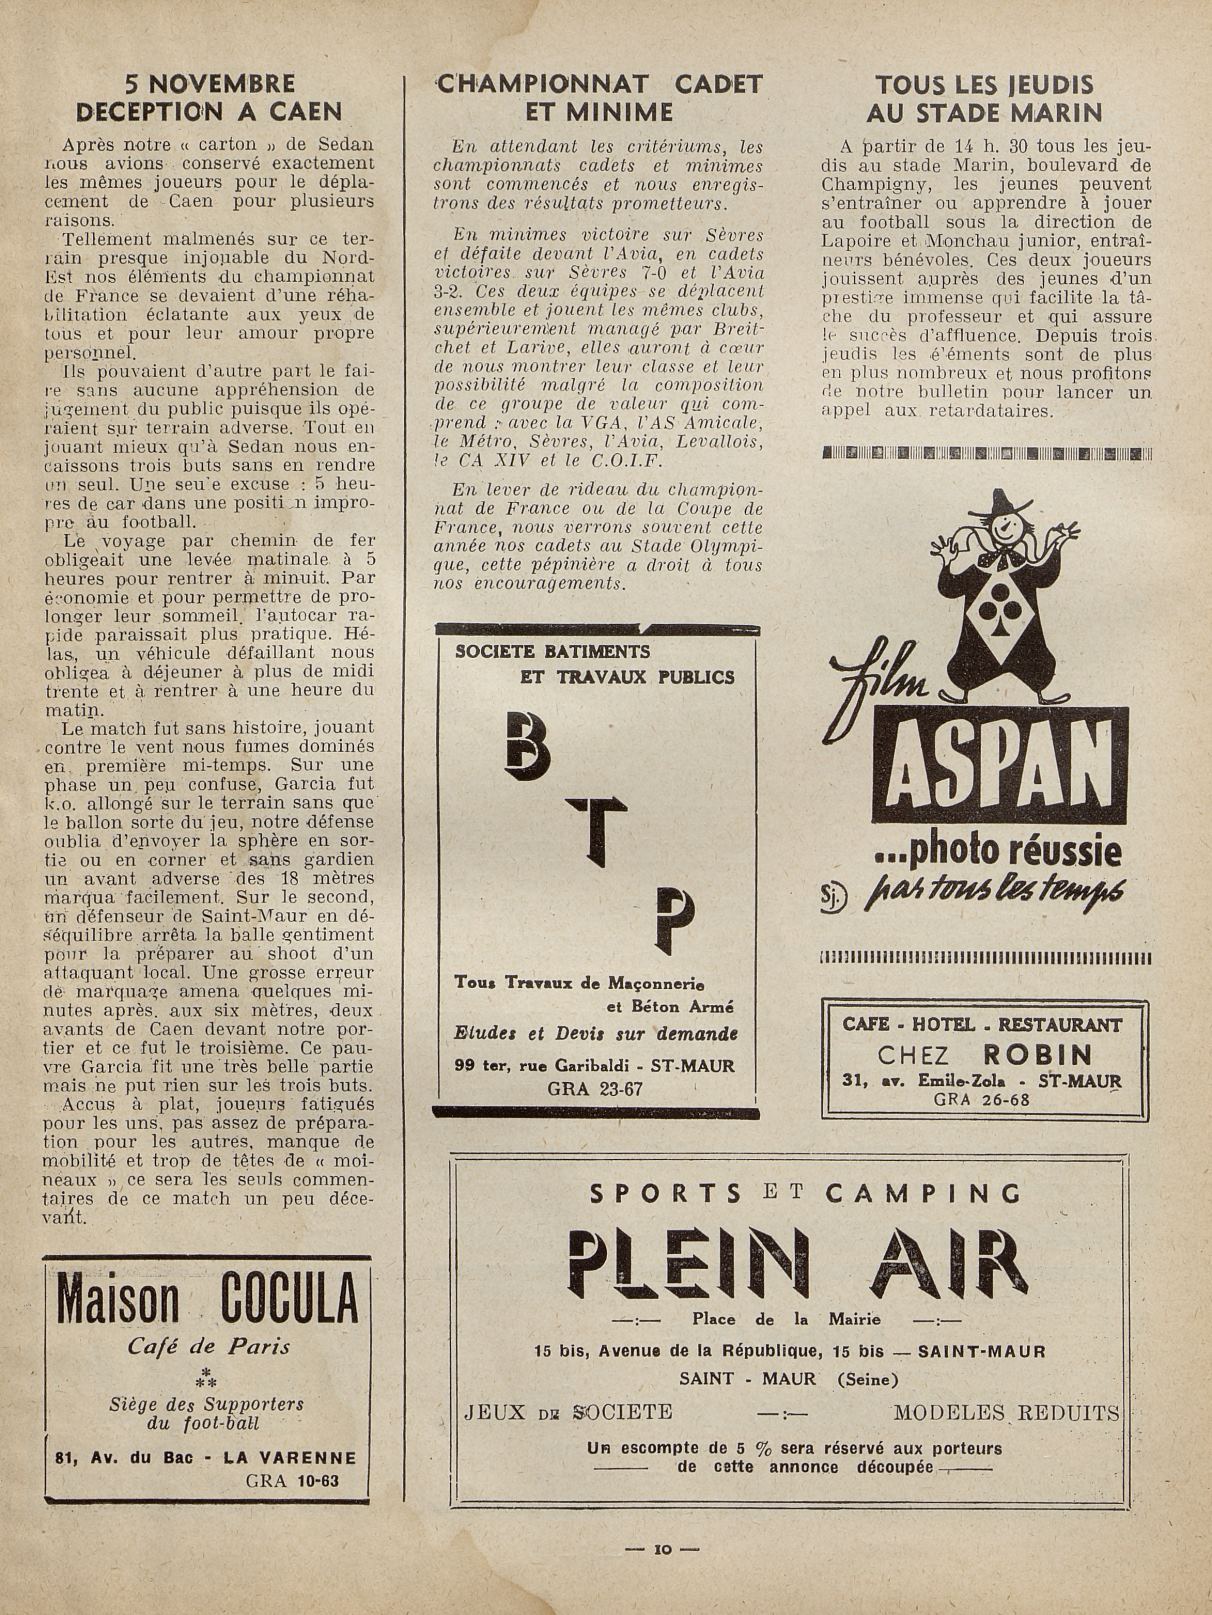 5 NOVEMBRE
DECEPTION A CAEN
Après notre « carton » de Sedan
nous avions conservé exactement
les mêmes joueurs pour le dépla-
cement de Caen pour plusieurs
raisons.
Tellement malmenés sur ce ter-
rain presque injouable du Nord-
Est nos éléments du championnat
de France se devaient d'une réha-
bilitation éclatante aux yeux de
tous et pour leur amour propre
personnel.
Ils pouvaient d'autre part le fai-
re sans aucune appréhension de
jugement du public puisque ils opé-
raient sur terrain adverse. Tout en
jouant mieux qu'à Sedan nous en-
caissons trois buts sans en rendre
un seul. Une seu'e excuse : 5 heu-
res de car dans une positi n impro-
pre au football.
Le voyage par chemin de fer
obligeait une levée matinale à 5
heures pour rentrer à minuit. Par
économie et pour permettre de pro-
longer leur sommeil, l'autocar ra-
pide paraissait plus pratique. Hé-
las, un véhicule défaillant nous
obligea à déjeuner à plus de midi
trente et à rentrer à une heure du
matin.
Le match fut sans histoire, jouant
contre le vent nous fumes dominés
en première mi-temps. Sur une
phase un peu confuse, Garcia fut
k.o. allongé sur le terrain sans que
le ballon sorte du jeu, notre défense
oublia d'envoyer la sphère en sor-
tie ou en corner et sans gardien
un avant adverse des 18 mètres
marqua facilement. Sur le second,
un défenseur de Saint-Maur en dé-
séquilibre arrêta la balle gentiment
pour la préparer au shoot d'un
attaquant local. Une grosse erreur
de marquage amena quelques mi-
nutes après, aux six mètres, deux
avants de Caen devant notre por-
tier et ce fut le troisième. Ce pau-
vre Garcia fit une très belle partie
mais ne put rien sur les trois buts.
Accus à plat, joueurs fatigués
pour les uns, pas assez de prépara-
tion pour les autres, manque de
mobilité et trop de têtes de « moi-
neaux » ce sera les seuls commen-
taires de ce match un peu déce-
vant.
Maison COCULA
Café de Paris
*
**
Siège des Supporters
du foot-ball
81, Av. du Bac - LA VARENNE
GRA 10-63
CHAMPIONNAT CADET
ET MINIME
En attendant les critériums, les
championnats cadets et minimes
sont commencés et nous enregis-
trons des résultats prometteurs.
En minimes victoire sur Sèvres
et défaite devant l'Avia, en cadets
victoires sur Sèvres 7-0 et l'Avia
3-2. Ces deux équipes se déplacent
ensemble et jouent les mêmes clubs,
supérieurement managé par Breit-
chet et Larive, elles auront à cœur
de nous montrer leur classe et leur
possibilité malgré la composition
de ce groupe de valeur qui com-
prend : avec la VGA, l'AS Amicale,
le Métro, Sèvres, l'Avia, Levallois,
le CA XIV et le C.O.I.F.
En lever de rideau du champion-
nat de France ou de la Coupe de
France, nous verrons souvent cette
année nos cadets au Stade Olympi-
que, cette pépinière a droit à tous
nos encouragements.
SOCIETE BATIMENTS
ET TRAVAUX PUBLICS
B
T
P
Tous Travaux de Maçonnerie
et Béton Armé
Etudes et Devis sur demande
99 ter, rue Garibaldi - ST-MAUR
GRA 23-67
TOUS LES JEUDIS
AU STADE MARIN
A partir de 14 h. 30 tous les jeu-
dis au stade Marin, boulevard de
Champigny, les jeunes peuvent
s'entraîner ou apprendre à jouer
au football sous la direction de
Lapoire et Monchau junior, entraî-
neurs bénévoles. Ces deux joueurs
jouissent auprès des jeunes d'un
prestige immense qui facilite la tâ-
che du professeur et qui assure
le succès d'affluence. Depuis trois
jeudis les é'éments sont de plus
en plus nombreux et nous profitons
de notre bulletin pour lancer un
appel aux retardataires.
film
ASPAN
...photo réussie
Sj. par tous les temps
CAFE - HOTEL - RESTAURANT
CHEZ ROBIN
31, av. Emile-Zola - ST-MAUR
GRA 26-68
SPORTS ET CAMPING
PLEIN AIR
—:— Place de la Mairie —:—
15 bis, Avenue de la République, 15 bis — SAINT-MAUR
SAINT - MAUR (Seine)
JEUX DE SOCIETE —:— MODELES REDUITS
Un escompte de 5 % sera réservé aux porteurs
de cette annonce découpée
— 10 —